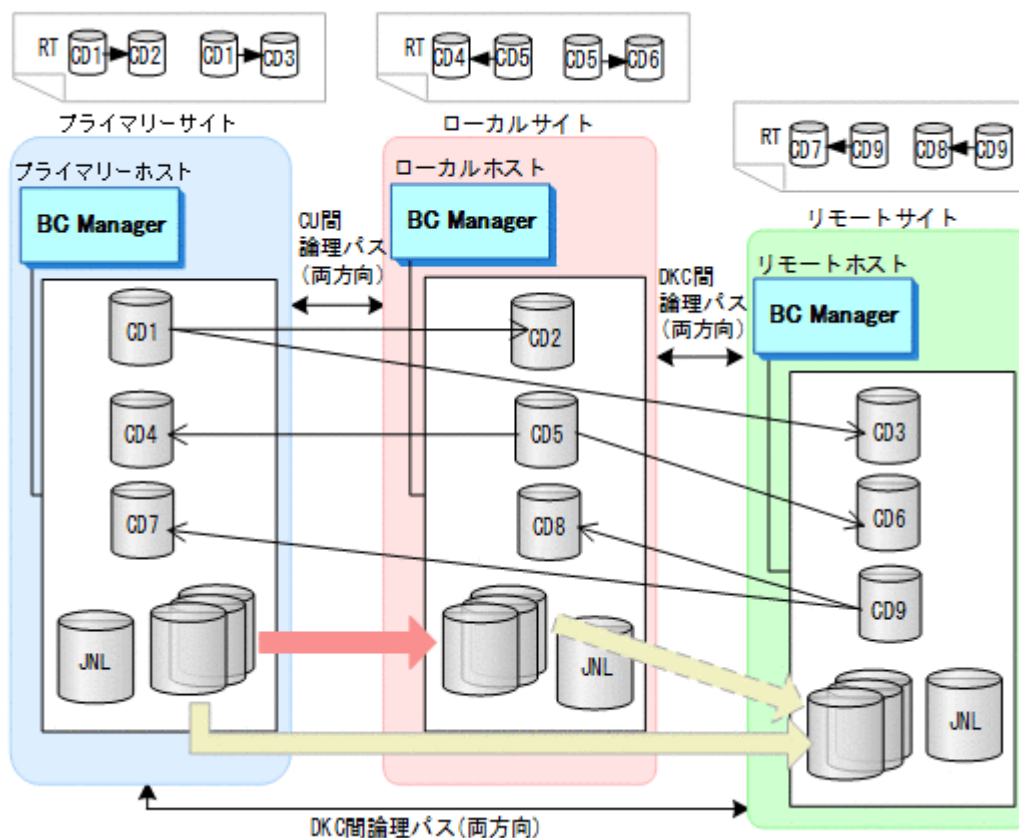 RT CD1 CD2 CD1 CD3
RT CD4 CD5 CD5 CD6
RT CD7 CD9 CD8 CD9
プライマリーサイト
ローカルサイト
リモートサイト
プライマリーホスト
BC Manager
CU間
論理パス
(両方向)
ローカルホスト
BC Manager
DKC間
論理パス
(両方向)
リモートホスト
BC Manager
CD1
CD2
CD3
CD4
CD5
CD6
CD7
CD8
CD9
JNL
JNL
JNL
DKC間論理パス(両方向)